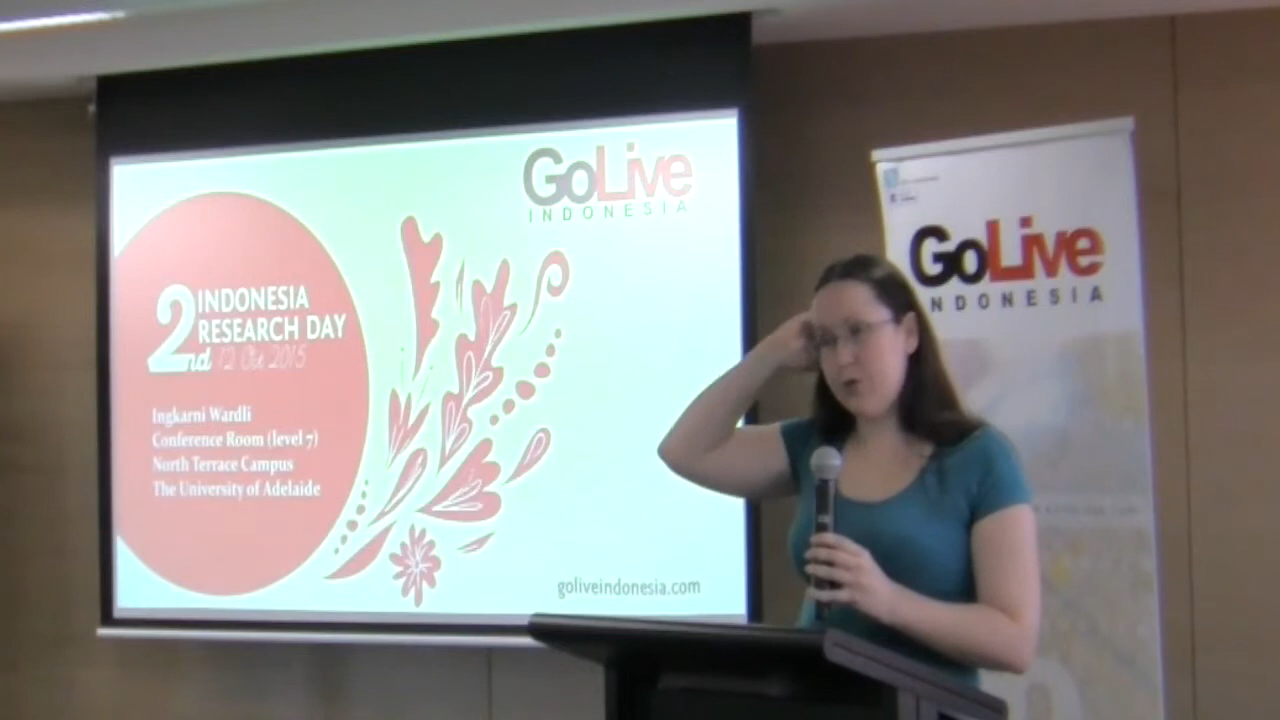 GoLive
INDONESIA
2nd
INDONESIA
RESEARCH DAY
12 Oct 2015
Ingkarni Wardli
Conference Room (level 7)
North Terrace Campus
The University of Adelaide
goliveindonesia.com
GoLive
INDONESIA